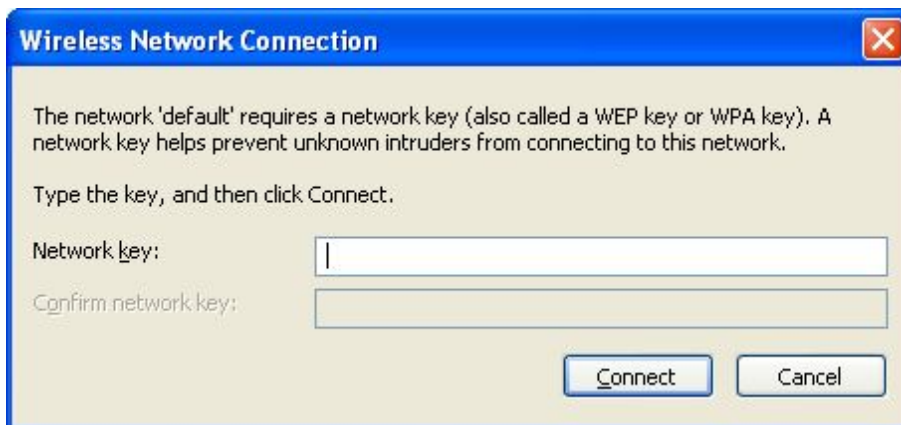 Wireless Network Connection
The network 'default' requires a network key (also called a WEP key or WPA key). A
network key helps prevent unknown intruders from connecting to this network.
Type the key, and then click Connect.
Network key:
Confirm network key:
Connect Cancel